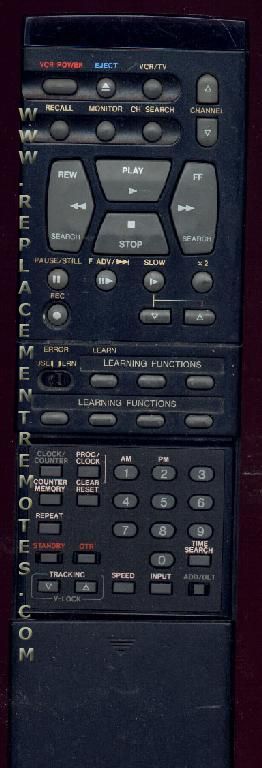 VCR POWER EJECT VCR/TV
RECALL MONITOR CH SEARCH CHANNEL
REW PLAY FF
SEARCH STOP SEARCH
PAUSE/STILL F ADV/▶▶I SLOW x 2
REC
ERROR LEARN
USE LEARN LEARNING FUNCTIONS
LEARNING FUNCTIONS
CLOCK/
COUNTER PROG
/CLOCK AM PM
1 2 3
COUNTER
MEMORY CLEAR
RESET 4 5 6
REPEAT 7 8 9
STANDBY OTR 0 TIME
SEARCH
TRACKING SPEED INPUT ADD/DLT
V-LOCK
WWW.REPLACEMENTREMOTES.COM